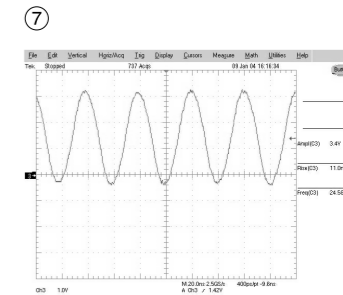 7
File Edit Vertical Horiz/Acq Trig Display Cursors Measure Math Utilities Help
Tek Stopped 737 Acqs 09 Jan 04 16:16:34
Ampl(C3) 3.4V
Rise(C3) 11.0n
Freq(C3) 24.58
M 20.0ns 2.5GS/s 400ps/pt -9.6ns
Ch3 1.0V A Ch3 / 1.42V